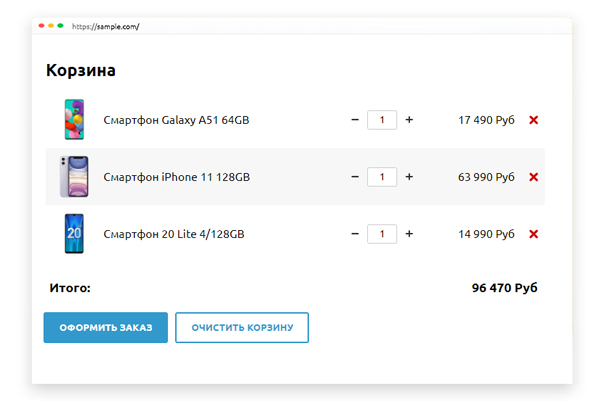 https://sample.com/
Корзина
Смартфон Galaxy A51 64GB − 1 + 17 490 Руб
Смартфон iPhone 11 128GB − 1 + 63 990 Руб
20
Смартфон 20 Lite 4/128GB − 1 + 14 990 Руб
Итого: 96 470 Руб
ОФОРМИТЬ ЗАКАЗ ОЧИСТИТЬ КОРЗИНУ